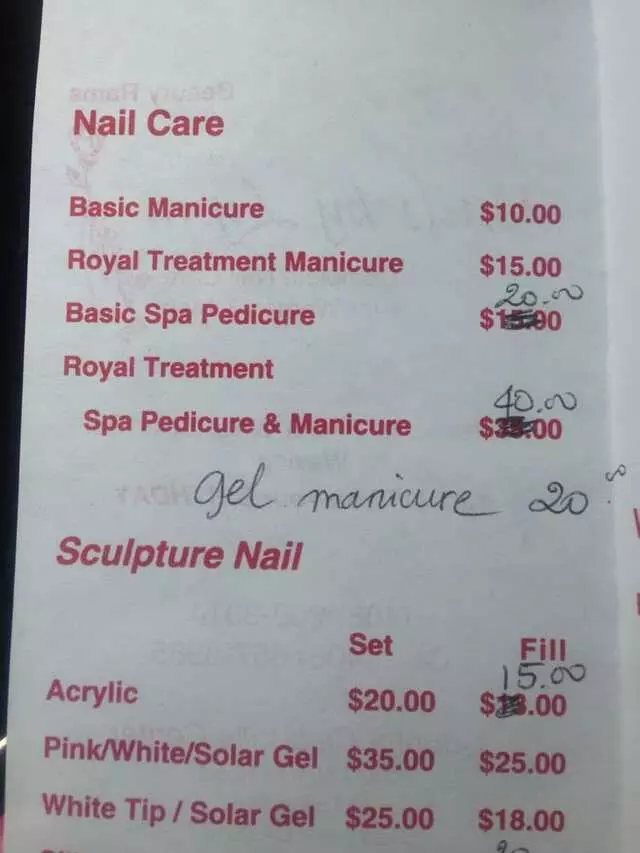 Nail Care
Basic Manicure $10.00
Royal Treatment Manicure $15.00
20.00
Basic Spa Pedicure $15.00
Royal Treatment
40.00
Spa Pedicure & Manicure $35.00
Gel manicure 20.00
Sculpture Nail
Set Fill
15.00
Acrylic $20.00 $13.00
Pink/White/Solar Gel $35.00 $25.00
White Tip / Solar Gel $25.00 $18.00